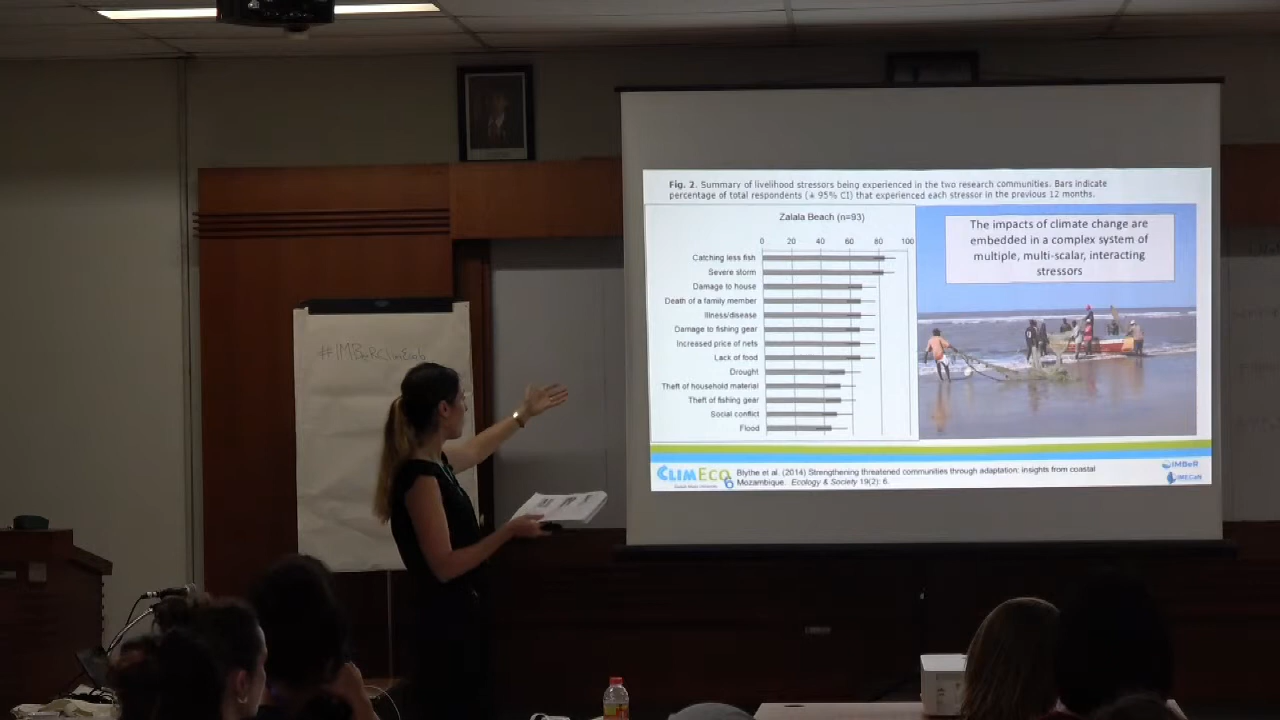 Fig. 2. Summary of livelihood stressors being experienced in the two research communities. Bars indicate
percentage of total respondents (± 95% CI) that experienced each stressor in the previous 12 months.
Zalala Beach (n=93)
0 20 40 60 80 100
Catching less fish
Severe storm
Damage to house
Death of a family member
Illness/disease
Damage to fishing gear
Increased price of nets
Lack of food
Drought
Theft of household material
Theft of fishing gear
Social conflict
Flood
The impacts of climate change are
embedded in a complex system of
multiple, multi-scalar, interacting
stressors
#IMBeRClimEco6
CLIMECO6
Blythe et al. (2014) Strengthening threatened communities through adaptation: insights from coastal
Mozambique. Ecology & Society 19(2): 6.
IMBeR
IMECaN